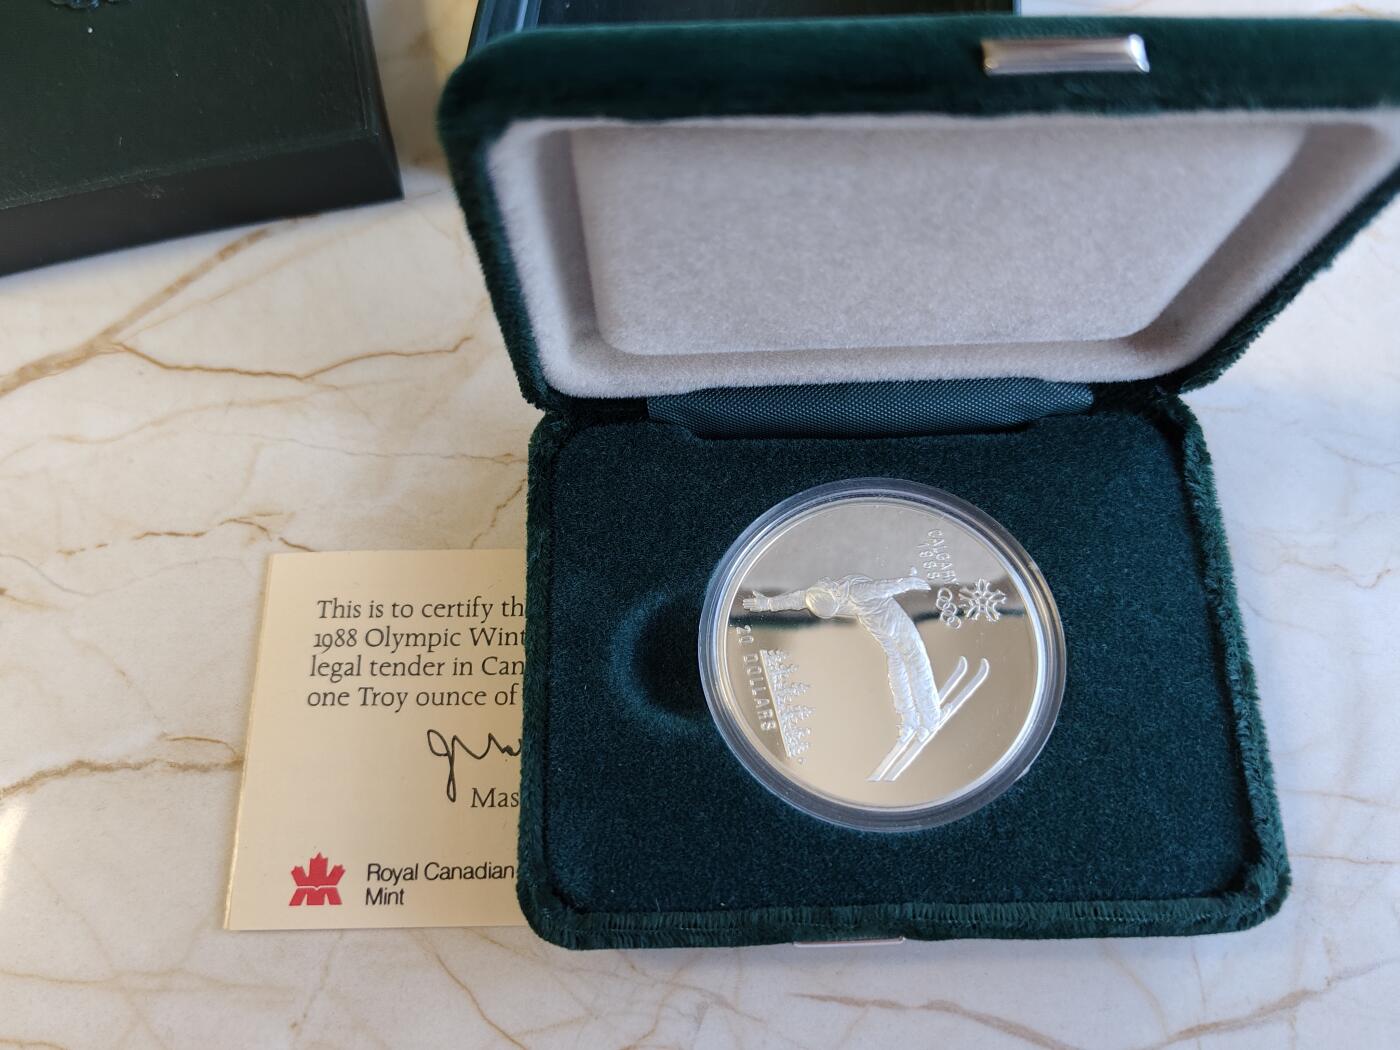 This is to certify th
1988 Olympic Wint
legal tender in Can
one Troy ounce of
Mas
Royal Canadian
Mint
CALGARY
1988
20 DOLLARS